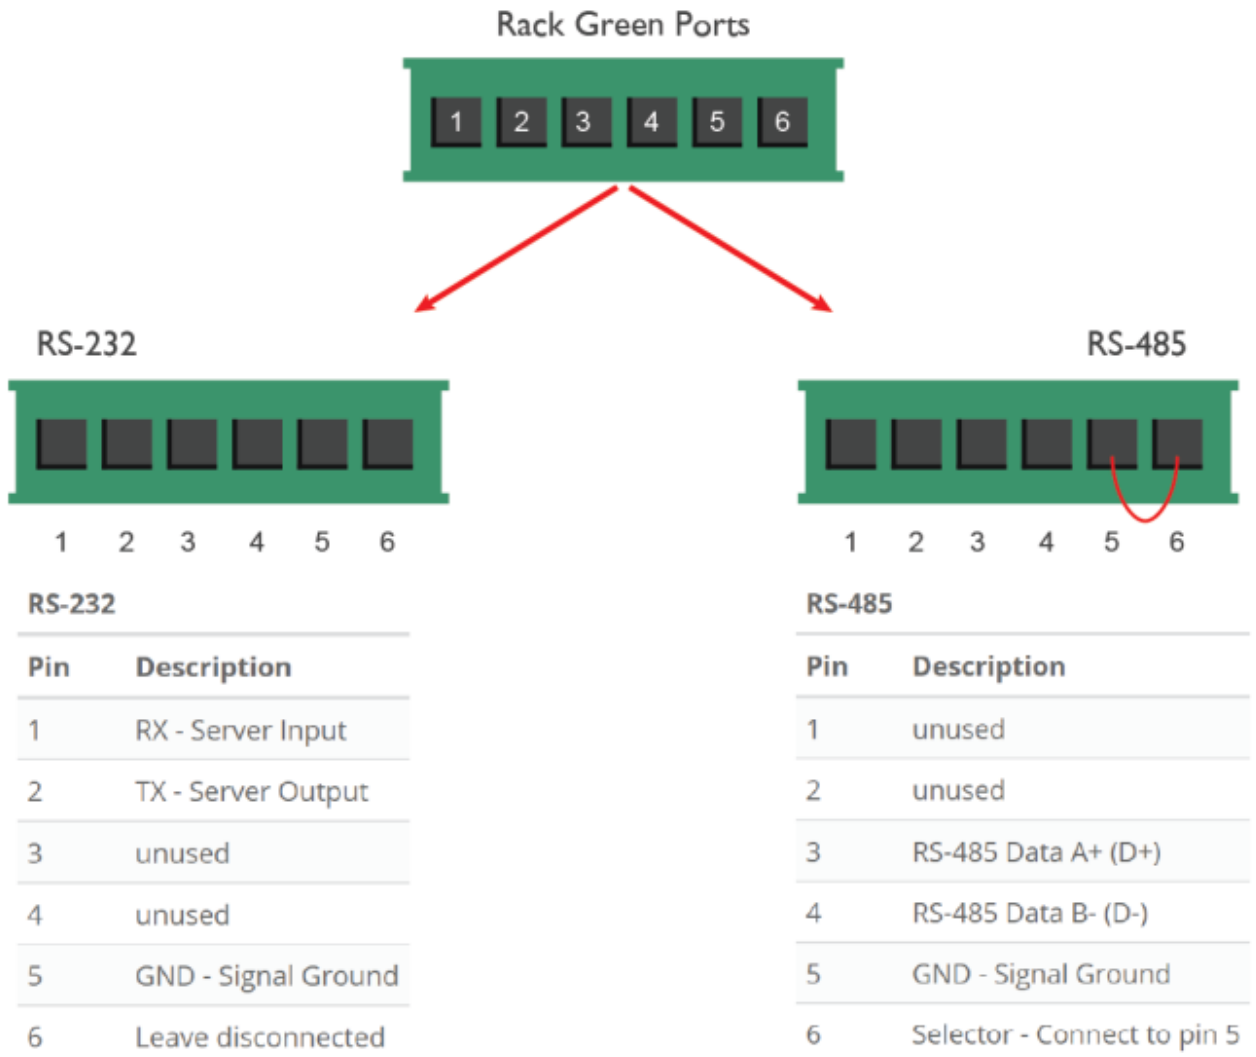 Rack Green Ports
1 2 3 4 5 6
RS-232
RS-485
1 2 3 4 5 6
1 2 3 4 5 6
RS-232
Pin Description
1 RX - Server Input
2 TX - Server Output
3 unused
4 unused
5 GND - Signal Ground
6 Leave disconnected
RS-485
Pin Description
1 unused
2 unused
3 RS-485 Data A+ (D+)
4 RS-485 Data B- (D-)
5 GND - Signal Ground
6 Selector - Connect to pin 5